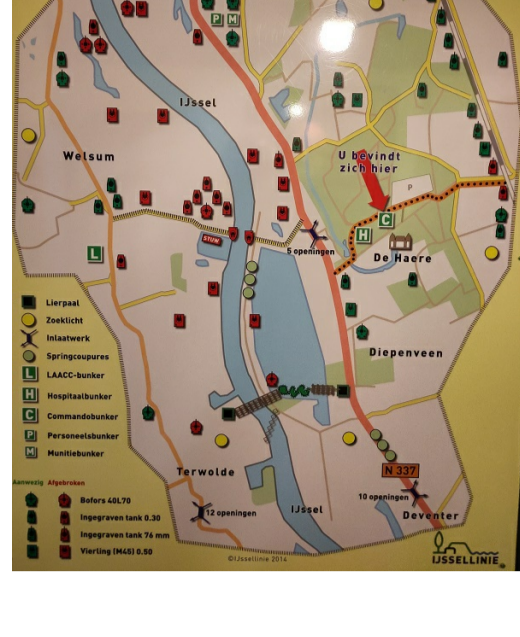 P
M
IJssel
Welsum
U bevindt
zich hier
P
C
H
STUW
5 openingen
De Haere
L
Lierpaal
Zoeklicht
Inlaatwerk
Springcoupures
L LAACC-bunker
H Hospitaalbunker
C Commandobunker
P Personeelsbunker
M Munitiebunker
Diepenveen
Terwolde
N 337
10 openingen
12 openingen
IJssel
Deventer
Aanwezig Afgebroken
Bofors 40L70
Ingegraven tank 0.30
Ingegraven tank 76 mm
Vierling (M45) 0.50
©IJssellinie 2014
IJSSELLINIE